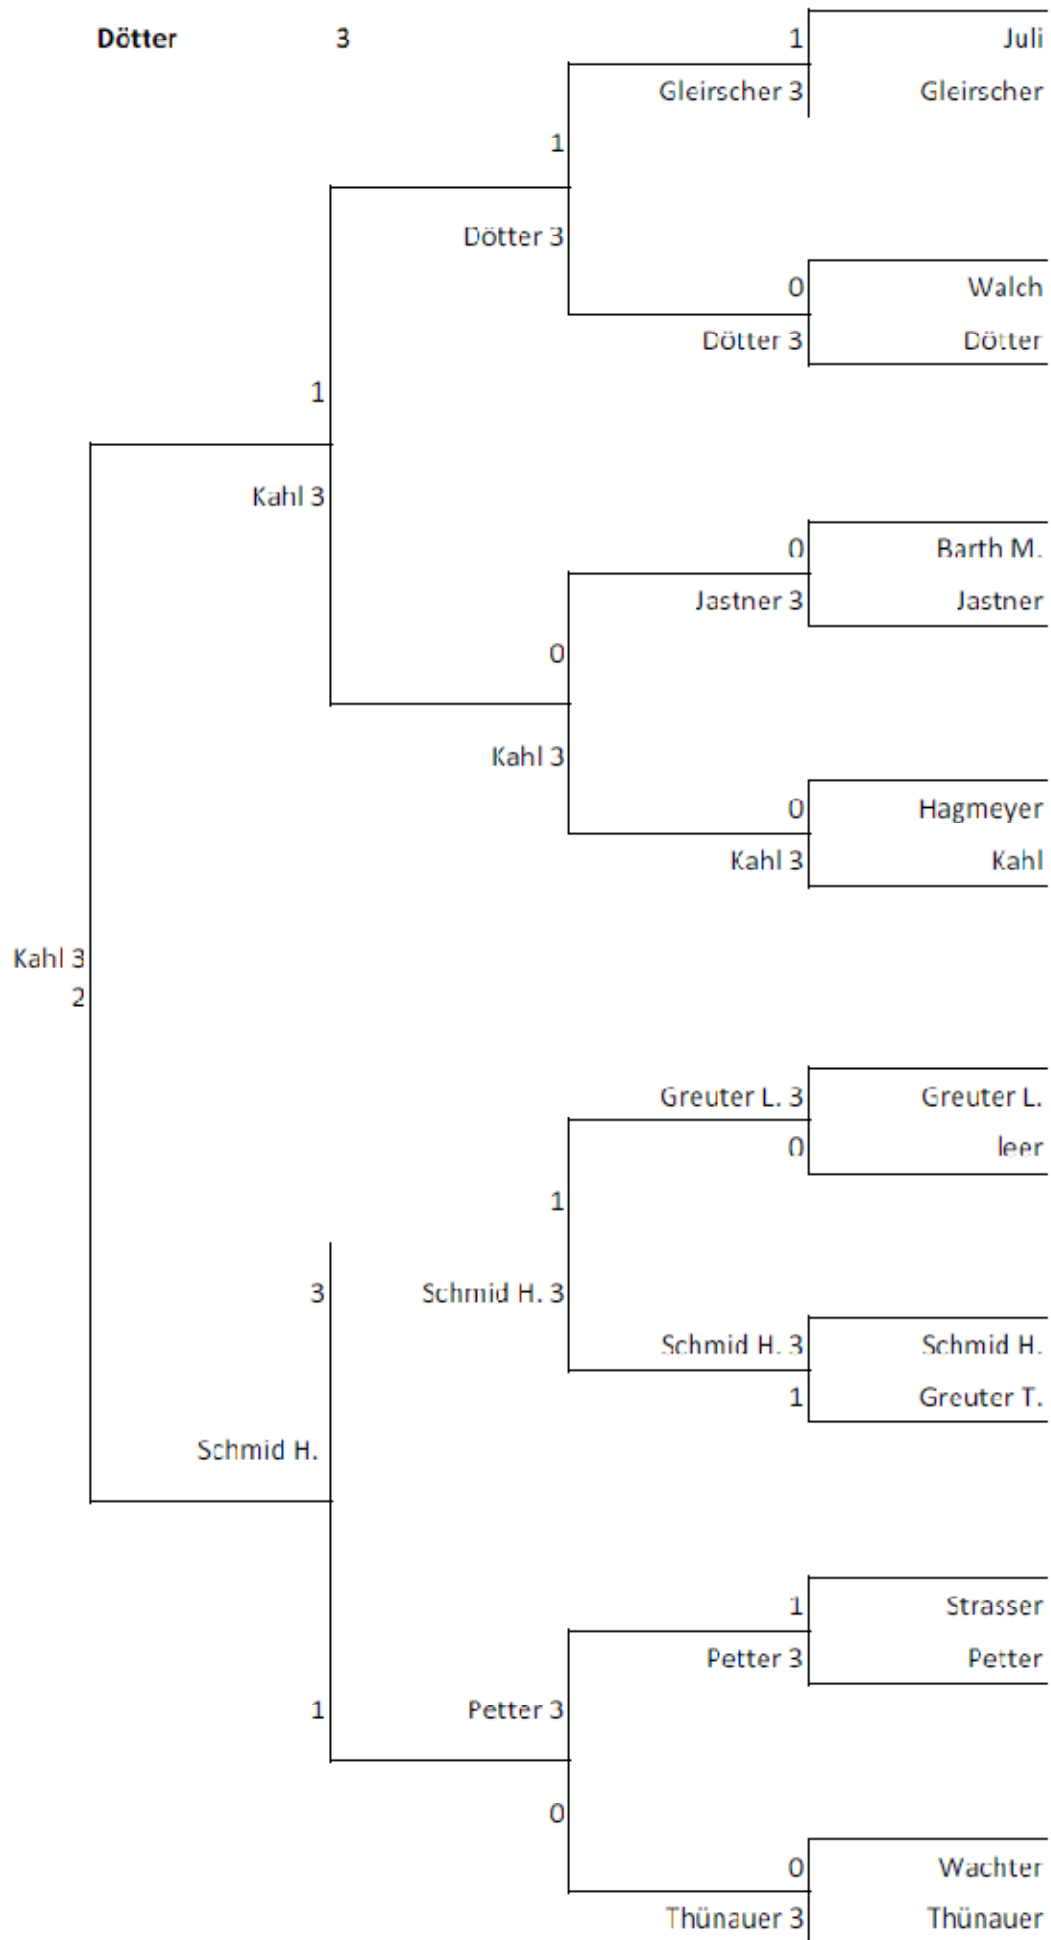 Dötter 3 1 Juli
Gleirscher 3 Gleirscher
1
Dötter 3
0 Walch
Dötter 3 Dötter
1
Kahl 3
0 Barth M.
Jastner 3 Jastner
0
Kahl 3
0 Hagmeyer
Kahl 3 Kahl
Kahl 3
2
Greuter L. 3 Greuter L.
0 leer
1
3 Schmid H. 3
Schmid H. 3 Schmid H.
1 Greuter T.
Schmid H.
1 Strasser
Petter 3 Petter
1 Petter 3
0
0 Wachter
Thünauer 3 Thünauer